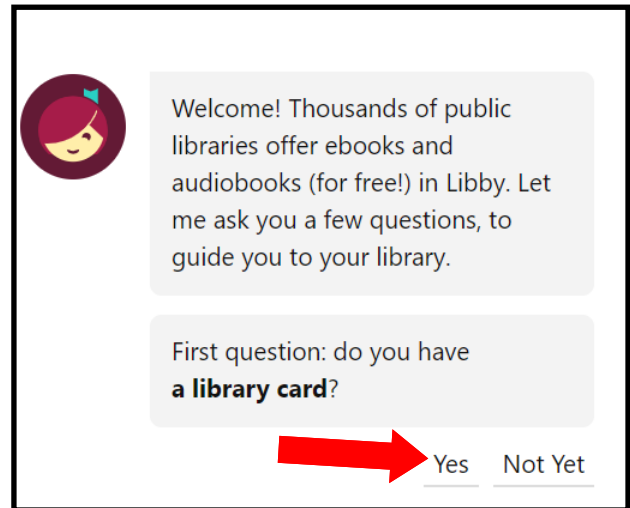 Welcome! Thousands of public
libraries offer ebooks and
audiobooks (for free!) in Libby. Let
me ask you a few questions, to
guide you to your library.
First question: do you have
a library card?
Yes Not Yet